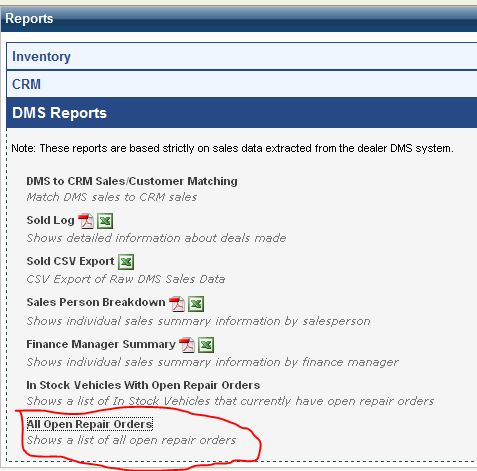 Reports
Inventory
CRM
DMS Reports
Note: These reports are based strictly on sales data extracted from the dealer DMS system.
DMS to CRM Sales/Customer Matching
Match DMS sales to CRM sales
Sold Log
Shows detailed information about deals made
Sold CSV Export
CSV Export of Raw DMS Sales Data
Sales Person Breakdown
Shows individual sales summary information by salesperson
Finance Manager Summary
Shows individual sales summary information by finance manager
In Stock Vehicles With Open Repair Orders
Shows a list of In Stock Vehicles that currently have open repair orders
All Open Repair Orders
Shows a list of all open repair orders